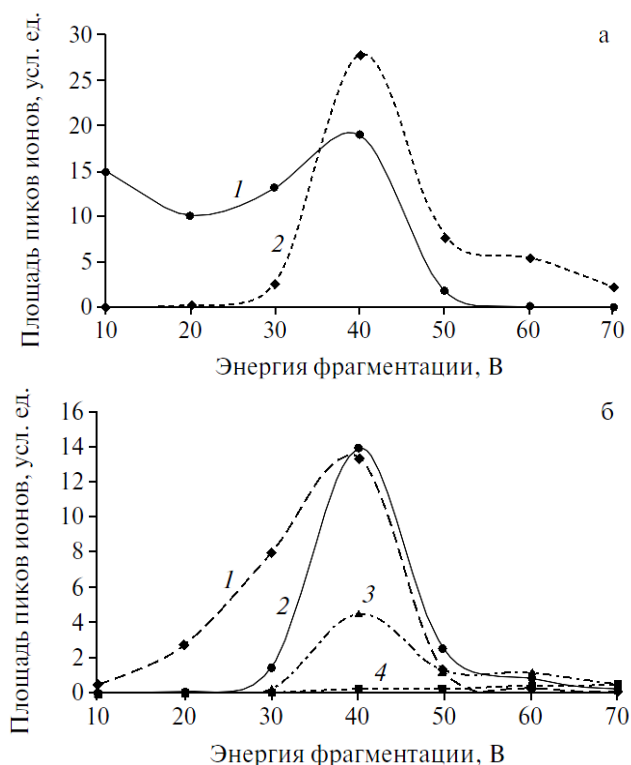 а
Площадь пиков ионов, усл. ед.
30
25
20
15
10
5
0
1
2
10 20 30 40 50 60 70
Энергия фрагментации, В
б
Площадь пиков ионов, усл. ед.
16
14
12
10
8
6
4
2
0
1
2
3
4
10 20 30 40 50 60 70
Энергия фрагментации, В